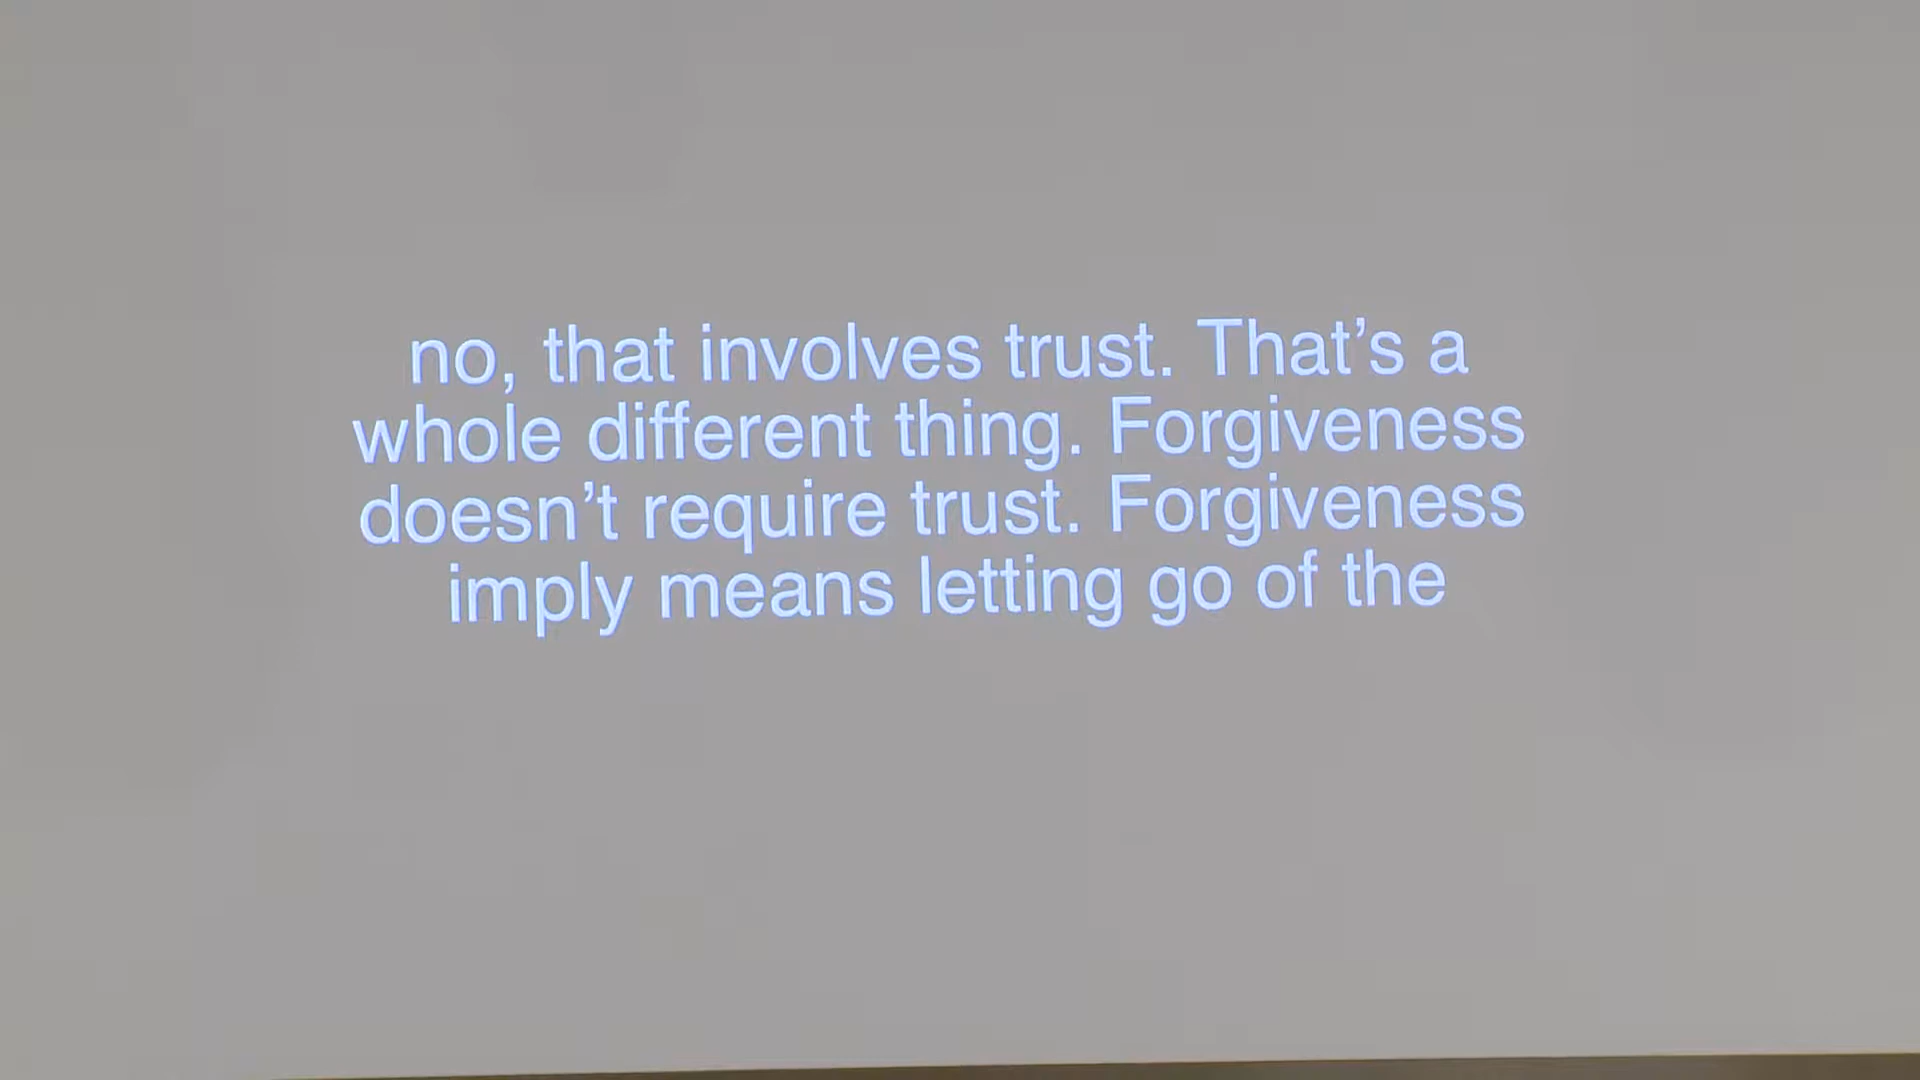 no, that involves trust. That’s a
whole different thing. Forgiveness
doesn’t require trust. Forgiveness
imply means letting go of the